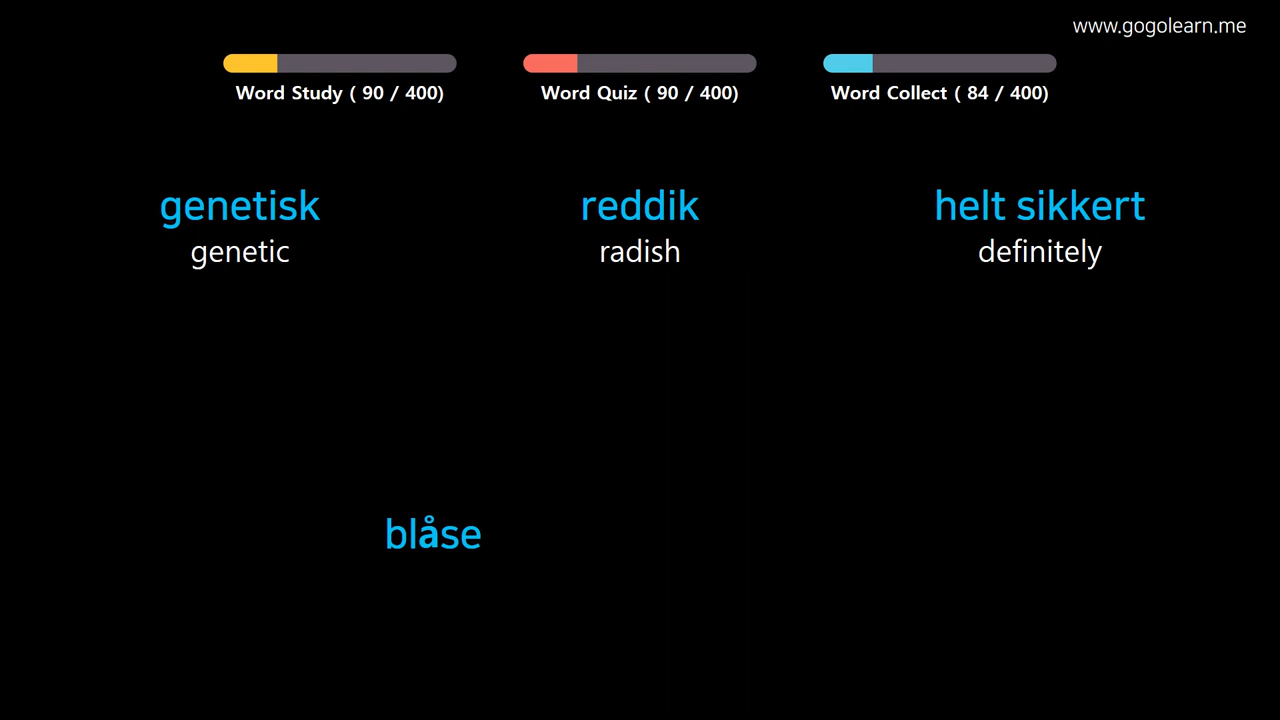 www.gogolearn.me
Word Study ( 90 / 400)
Word Quiz ( 90 / 400)
Word Collect ( 84 / 400)
genetisk
genetic
reddik
radish
helt sikkert
definitely
blåse